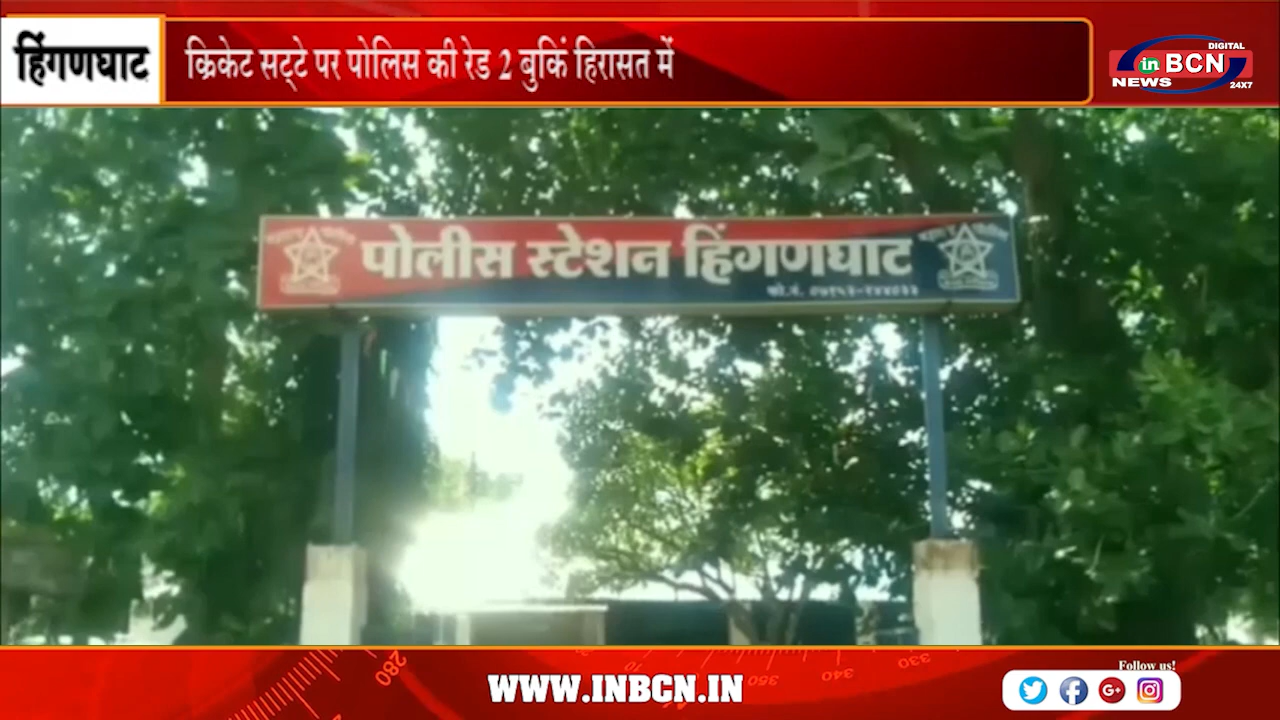 हिंगणघाट
क्रिकेट सट्टे पर पोलिस की रेड 2 बुकिं हिरासत में
DIGITAL
in BCN
NEWS
24X7
पोलीस स्टेशन हिंगणघाट
WWW.INBCN.IN
Follow us!